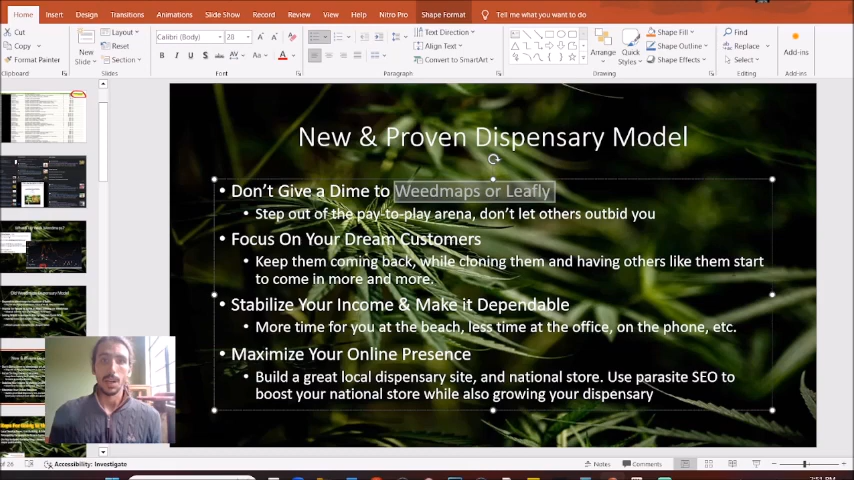 Home Insert Design Transitions Animations Slide Show Record Review View Help Nitro Pro Shape Format Tell me what you want to do
Cut
Copy
Format Painter
Clipboard
New
Slide
Layout
Reset
Section
Slides
Calibri (Body) 28
B I U S ab AV Aa A
Font
Text Direction
Align Text
Convert to SmartArt
Paragraph
Arrange
Quick
Styles
Shape Fill
Shape Outline
Shape Effects
Drawing
Find
Replace
Select
Editing
Add-ins
Add-ins
New & Proven Dispensary Model
• Don't Give a Dime to Weedmaps or Leafly
• Step out of the pay-to-play arena, don't let others outbid you
• Focus On Your Dream Customers
• Keep them coming back, while cloning them and having others like them start
to come in more and more.
• Stabilize Your Income & Make it Dependable
• More time for you at the beach, less time at the office, on the phone, etc.
• Maximize Your Online Presence
• Build a great local dispensary site, and national store. Use parasite SEO to
boost your national store while also growing your dispensary
of 26 Accessibility: Investigate Notes Comments